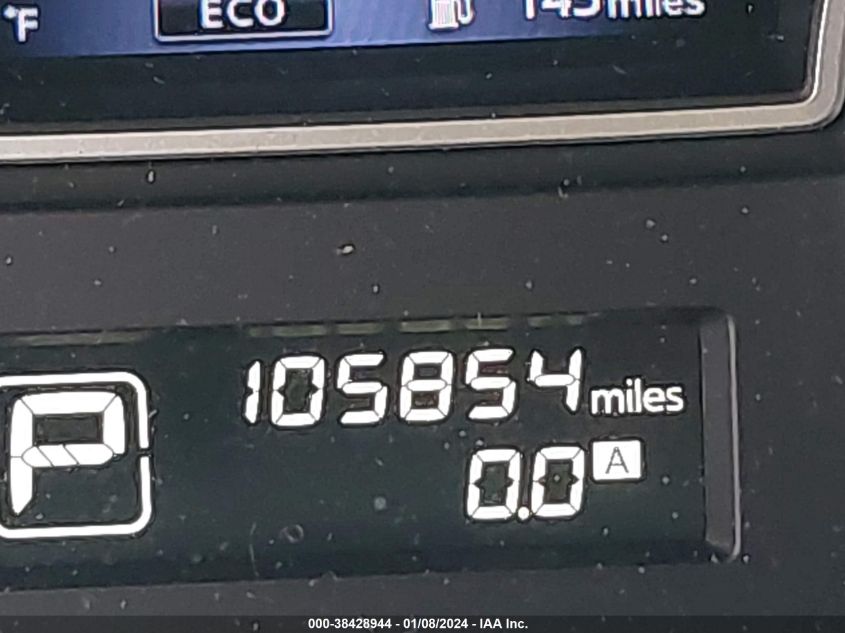 °F ECO 145 miles
105854 miles
P
0.0 A
000-38428944 - 01/08/2024 - IAA Inc.